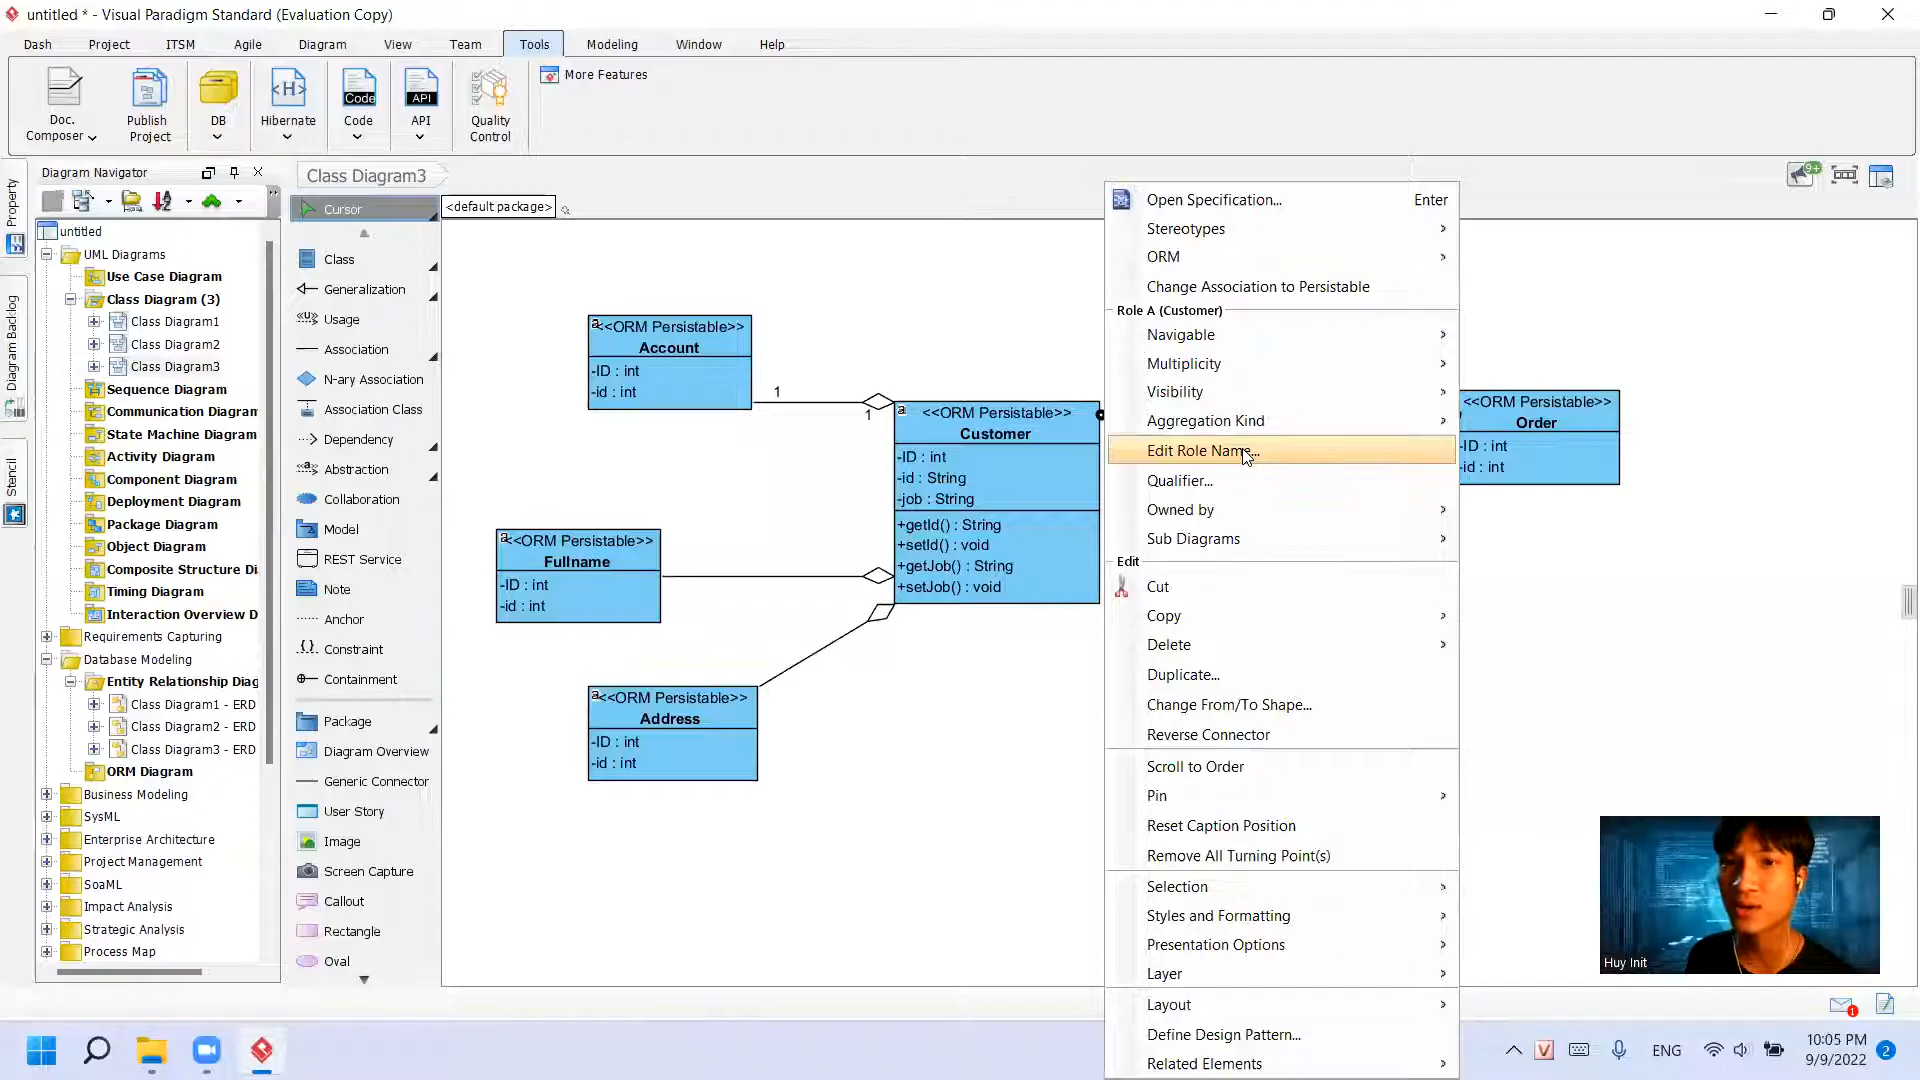 untitled * - Visual Paradigm Standard (Evaluation Copy)
Dash Project ITSM Agile Diagram View Team Tools Modeling Window Help
Doc. Composer
Publish Project
DB
Hibernate
<H>
Code
Code
API
API
Quality Control
More Features
Property
Diagram Backlog
Stencil
Diagram Navigator
untitled
UML Diagrams
Use Case Diagram
Class Diagram (3)
Class Diagram1
Class Diagram2
Class Diagram3
Sequence Diagram
Communication Diagram
State Machine Diagram
Activity Diagram
Component Diagram
Deployment Diagram
Package Diagram
Object Diagram
Composite Structure Di
Timing Diagram
Interaction Overview D
Requirements Capturing
Database Modeling
Entity Relationship Diag
Class Diagram1 - ERD
Class Diagram2 - ERD
Class Diagram3 - ERD
ORM Diagram
Business Modeling
SysML
Enterprise Architecture
Project Management
SoaML
Impact Analysis
Strategic Analysis
Process Map
Class Diagram3
Cursor
Class
Generalization
Usage
Association
N-ary Association
Association Class
Dependency
Abstraction
Collaboration
Model
REST Service
Note
Anchor
Constraint
Containment
Package
Diagram Overview
Generic Connector
User Story
Image
Screen Capture
Callout
Rectangle
Oval
<default package>
<<ORM Persistable>>
Account
-ID : int
-id : int
1
1
<<ORM Persistable>>
Customer
-ID : int
-id : String
-job : String
+getId() : String
+setId() : void
+getJob() : String
+setJob() : void
<<ORM Persistable>>
Fullname
-ID : int
-id : int
<<ORM Persistable>>
Address
-ID : int
-id : int
<<ORM Persistable>>
Order
-ID : int
-id : int
Open Specification... Enter
Stereotypes
ORM
Change Association to Persistable
Role A (Customer)
Navigable
Multiplicity
Visibility
Aggregation Kind
Edit Role Name...
Qualifier...
Owned by
Sub Diagrams
Edit
Cut
Copy
Delete
Duplicate...
Change From/To Shape...
Reverse Connector
Scroll to Order
Pin
Reset Caption Position
Remove All Turning Point(s)
Selection
Styles and Formatting
Presentation Options
Layer
Layout
Define Design Pattern...
Related Elements
9+
Huy Init
1
ENG
10:05 PM
9/9/2022
2